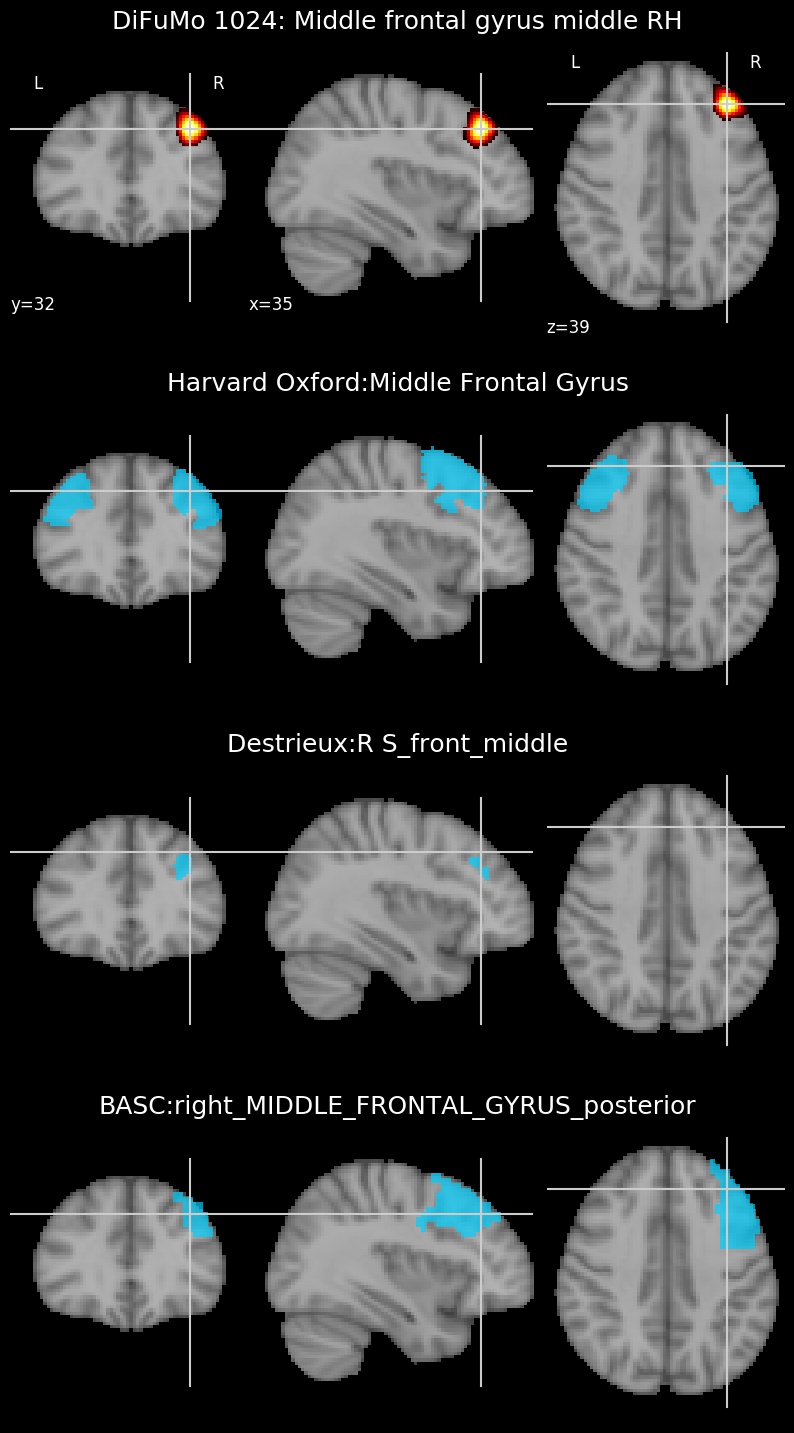 DiFuMo 1024: Middle frontal gyrus middle RH
L R L R
y=32 x=35 z=39
Harvard Oxford:Middle Frontal Gyrus
Destrieux:R S_front_middle
BASC:right_MIDDLE_FRONTAL_GYRUS_posterior